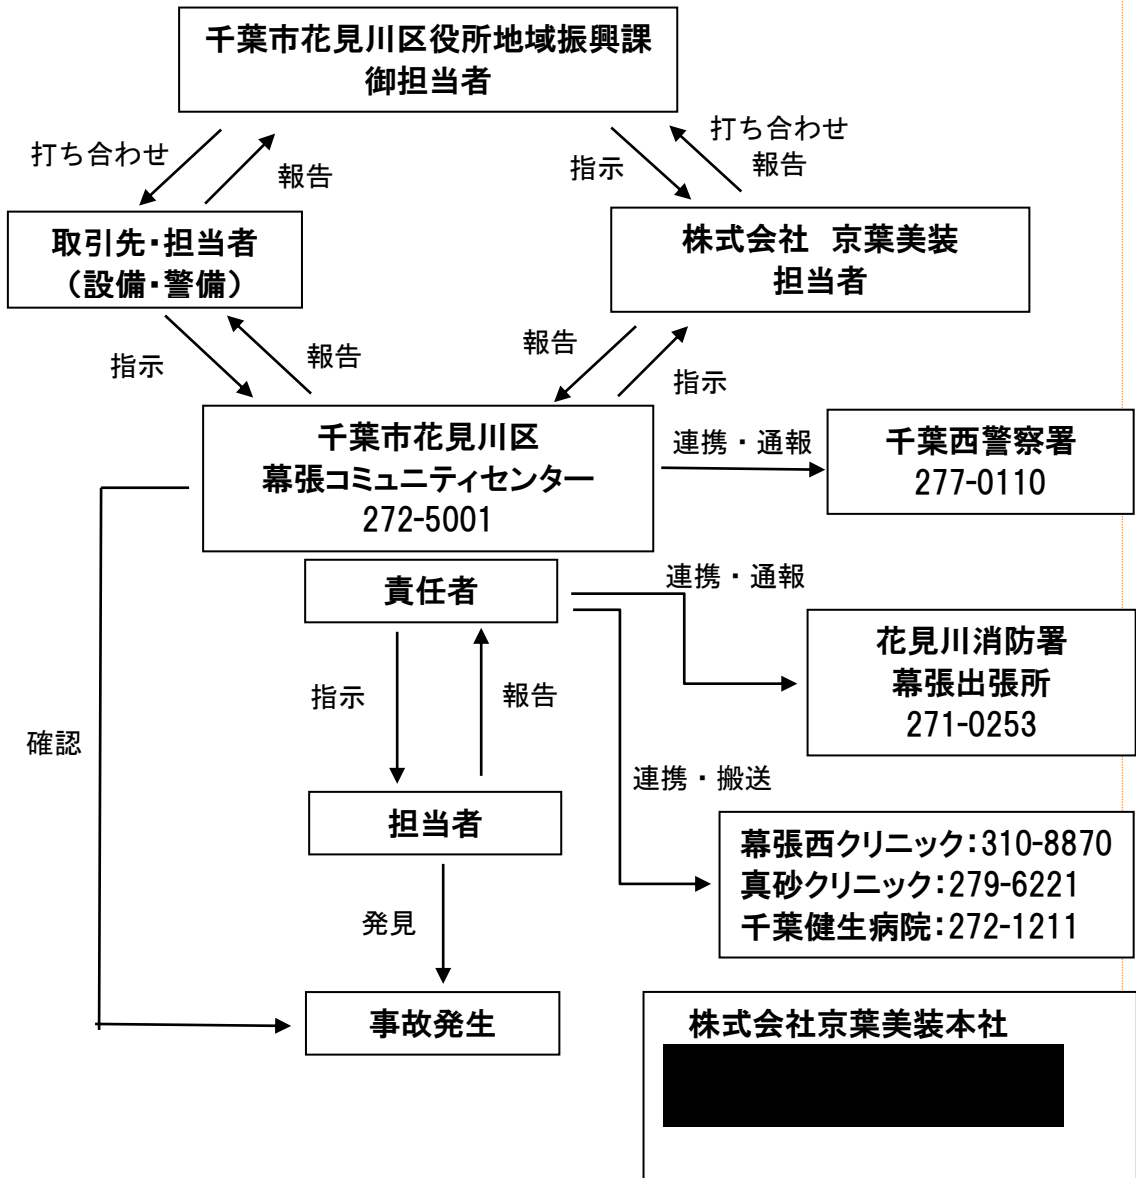 千葉市花見川区役所地域振興課
御担当者
打ち合わせ
報告
指示
打ち合わせ
報告
取引先・担当者
（設備・警備）
株式会社　京葉美装
担当者
指示
報告
報告
指示
千葉市花見川区
幕張コミュニティセンター
272-5001
連携・通報
千葉西警察署
277-0110
責任者
連携・通報
花見川消防署
幕張出張所
271-0253
指示
報告
確認
連携・搬送
担当者
幕張西クリニック：310-8870
真砂クリニック：279-6221
千葉健生病院：272-1211
発見
事故発生
株式会社京葉美装本社